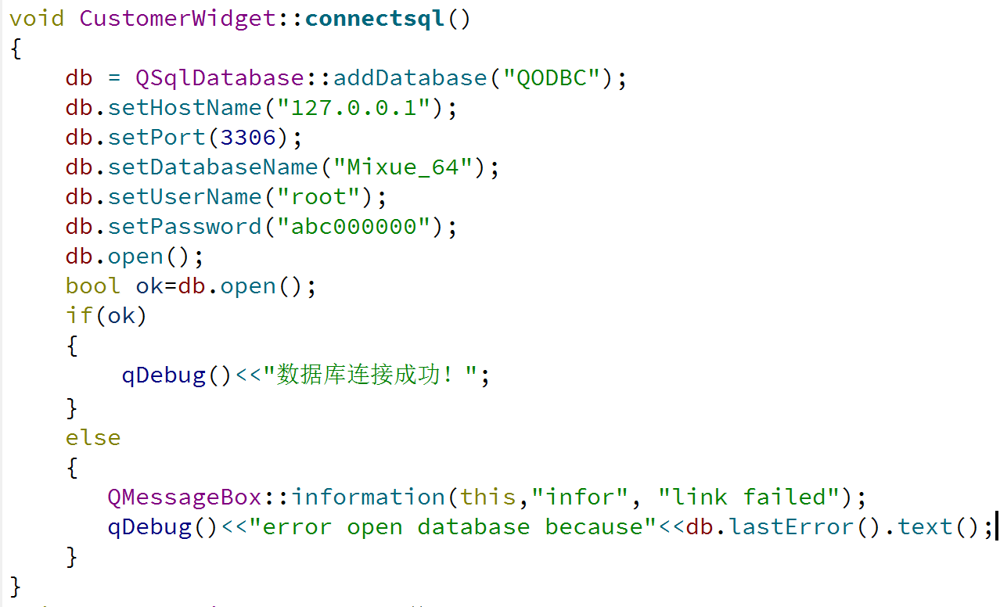 void CustomerWidget::connectsql()
{
    db = QSqlDatabase::addDatabase("QODBC");
    db.setHostName("127.0.0.1");
    db.setPort(3306);
    db.setDatabaseName("Mixue_64");
    db.setUserName("root");
    db.setPassword("abc000000");
    db.open();
    bool ok=db.open();
    if(ok)
    {
        qDebug()<<"数据库连接成功！";
    }
    else
    {
       QMessageBox::information(this,"infor", "link failed");
       qDebug()<<"error open database because"<<db.lastError().text();
    }
}